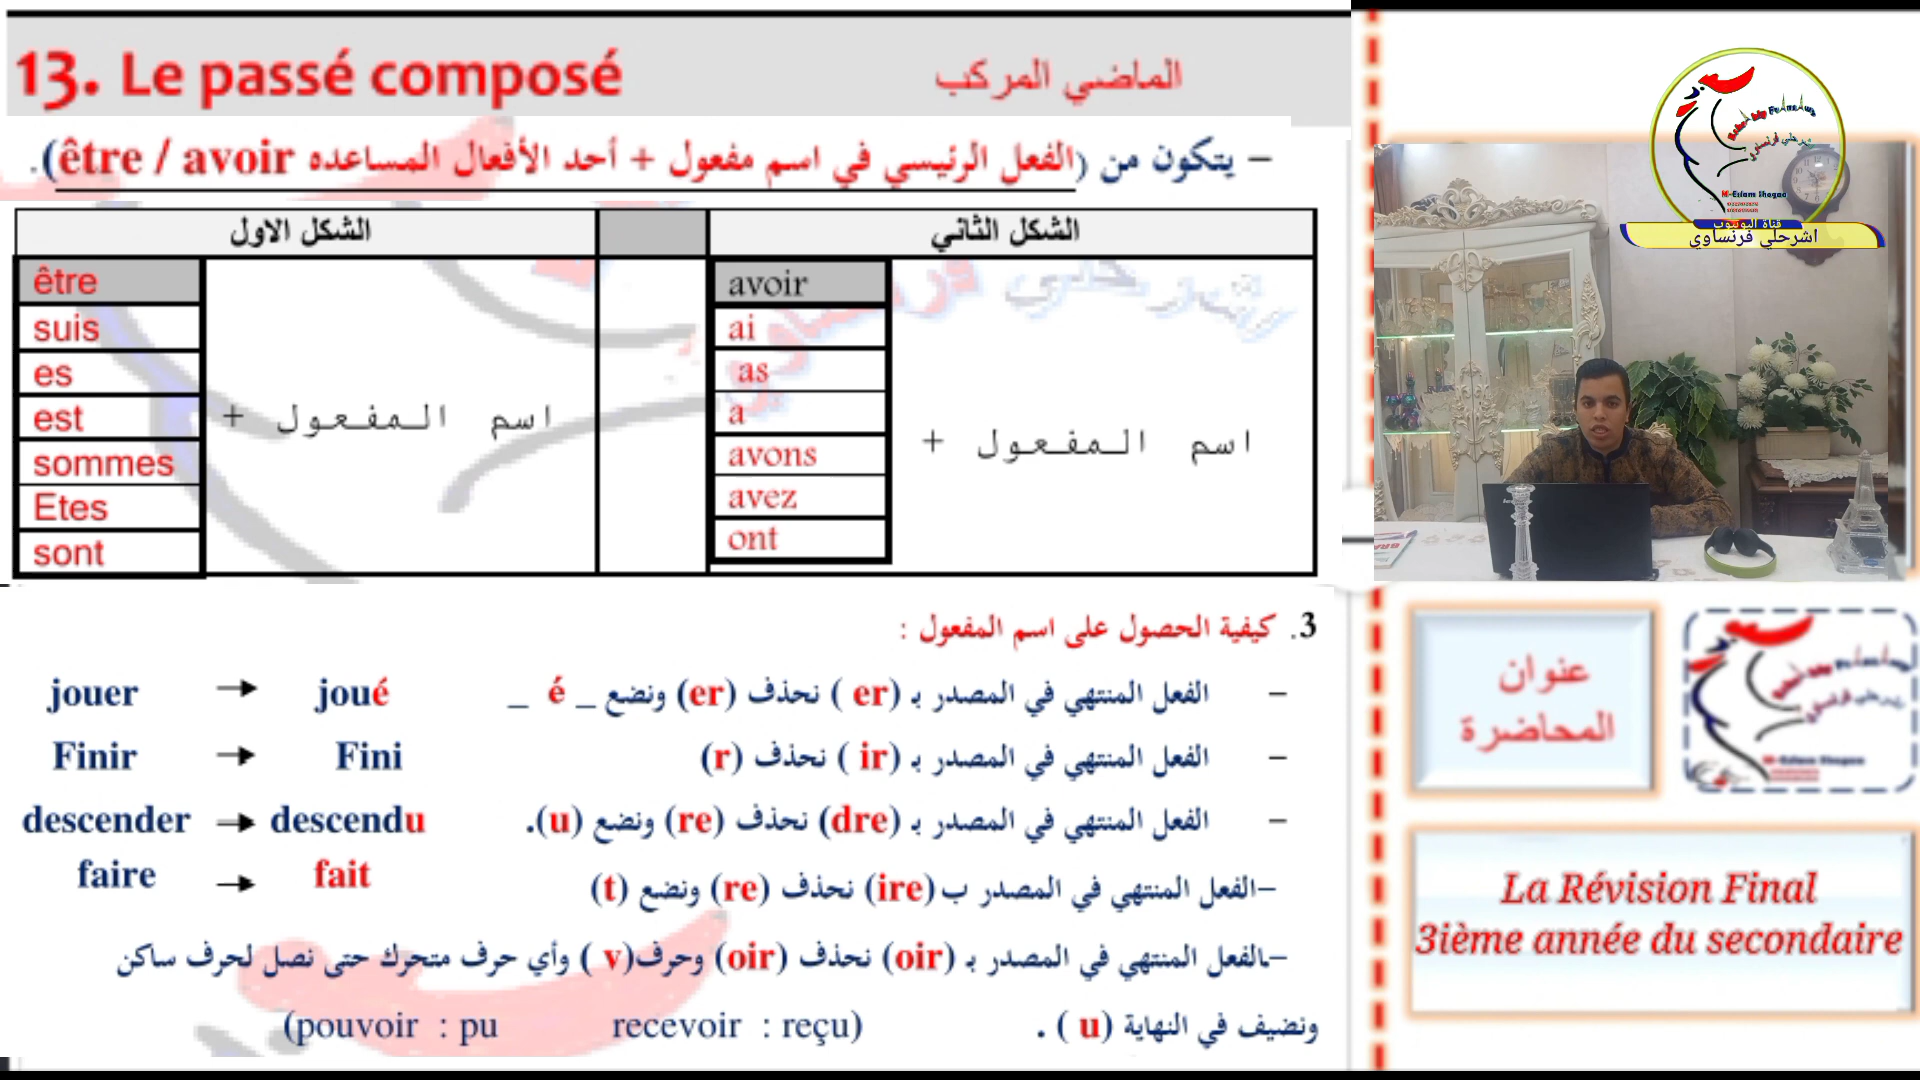 13. Le passé composé الماضي المركب
– يتكون من (الفعل الرئيسي في اسم مفعول + أحد الأفعال المساعده être / avoir).
الشكل الاول الشكل الثاني
être
suis
es
est
sommes
Etes
sont
+ اسم المفعول
avoir
ai
as
a
avons
avez
ont
+ اسم المفعول
3. كيفية الحصول على اسم المفعول :
– الفعل المنتهي في المصدر بـ (er ) نحذف (er) ونضع _ é _
jouer → joué
– الفعل المنتهي في المصدر بـ (ir ) نحذف (r)
Finir → Fini
– الفعل المنتهي في المصدر بـ (dre) نحذف (re) ونضع (u).
descender → descendu
–الفعل المنتهي في المصدر ب (ire) نحذف (re) ونضع (t)
faire → fait
–الفعل المنتهي في المصدر بـ (oir) نحذف (oir) وحرف(v ) وأي حرف متحرك حتى نصل لحرف ساكن
ونضيف في النهاية (u ) .
(pouvoir : pu recevoir : reçu)
M-Eslam Shogaa
قناة اليوتيوب
اشرحلي فرنساوي
عنوان
المحاضرة
La Révision Final
3ième année du secondaire